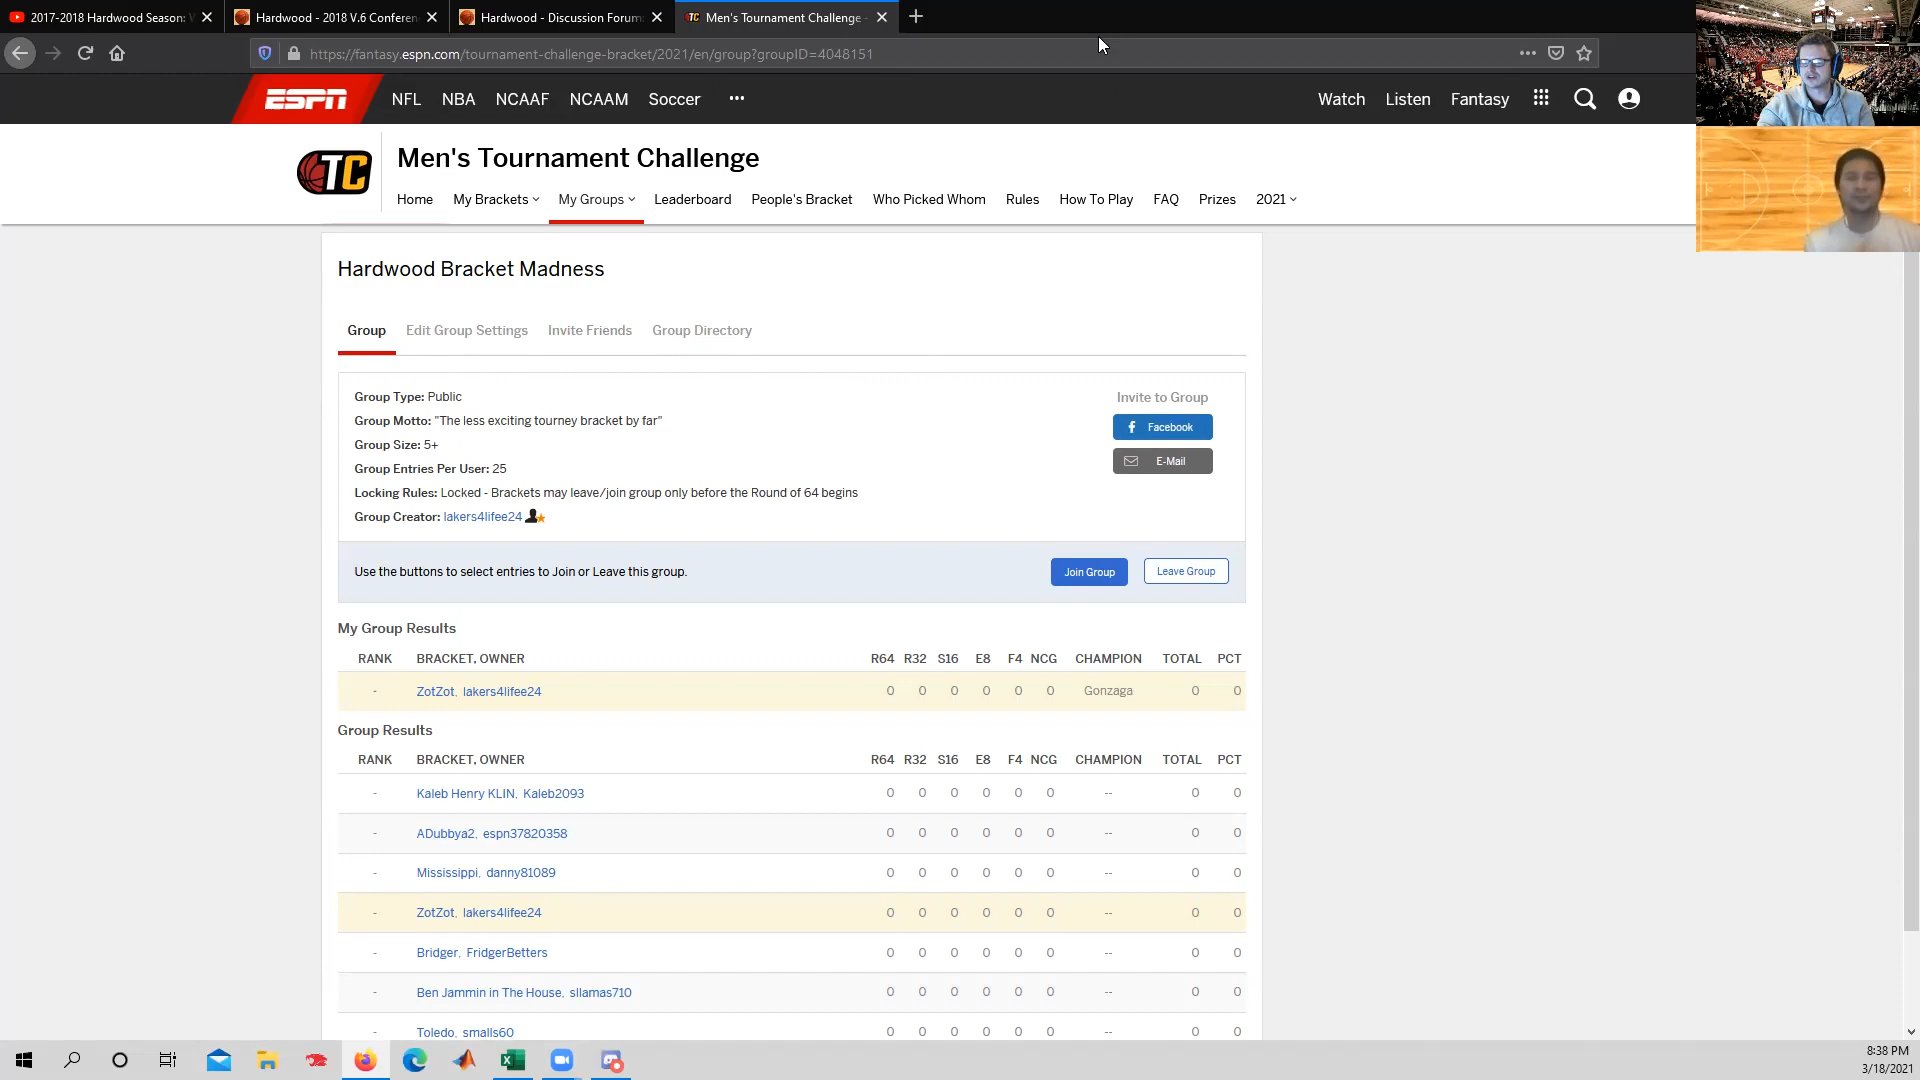 2017-2018 Hardwood Season:
Hardwood - 2018 V.6 Conferen
Hardwood - Discussion Forum
TC Men's Tournament Challenge -
https://fantasy.espn.com/tournament-challenge-bracket/2021/en/group?groupID=4048151
ESPN NFL NBA NCAAF NCAAM Soccer Watch Listen Fantasy
TC
Men's Tournament Challenge
Home My Brackets My Groups Leaderboard People's Bracket Who Picked Whom Rules How To Play FAQ Prizes 2021
Hardwood Bracket Madness
Group Edit Group Settings Invite Friends Group Directory
Group Type: Public
Group Motto: "The less exciting tourney bracket by far"
Group Size: 5+
Group Entries Per User: 25
Locking Rules: Locked - Brackets may leave/join group only before the Round of 64 begins
Group Creator: lakers4lifee24
Invite to Group
Facebook
E-Mail
Use the buttons to select entries to Join or Leave this group. Join Group Leave Group
My Group Results
RANK BRACKET, OWNER R64 R32 S16 E8 F4 NCG CHAMPION TOTAL PCT
- ZotZot, lakers4lifee24 0 0 0 0 0 0 Gonzaga 0 0
Group Results
RANK BRACKET, OWNER R64 R32 S16 E8 F4 NCG CHAMPION TOTAL PCT
- Kaleb Henry KLIN, Kaleb2093 0 0 0 0 0 0 -- 0 0
- ADubbya2, espn37820358 0 0 0 0 0 0 -- 0 0
- Mississippi, danny81089 0 0 0 0 0 0 -- 0 0
- ZotZot, lakers4lifee24 0 0 0 0 0 0 -- 0 0
- Bridger, FridgerBetters 0 0 0 0 0 0 -- 0 0
- Ben Jammin in The House, sllamas710 0 0 0 0 0 0 -- 0 0
- Toledo, smalls60 0 0 0 0 0 0 -- 0 0
8:38 PM
3/18/2021